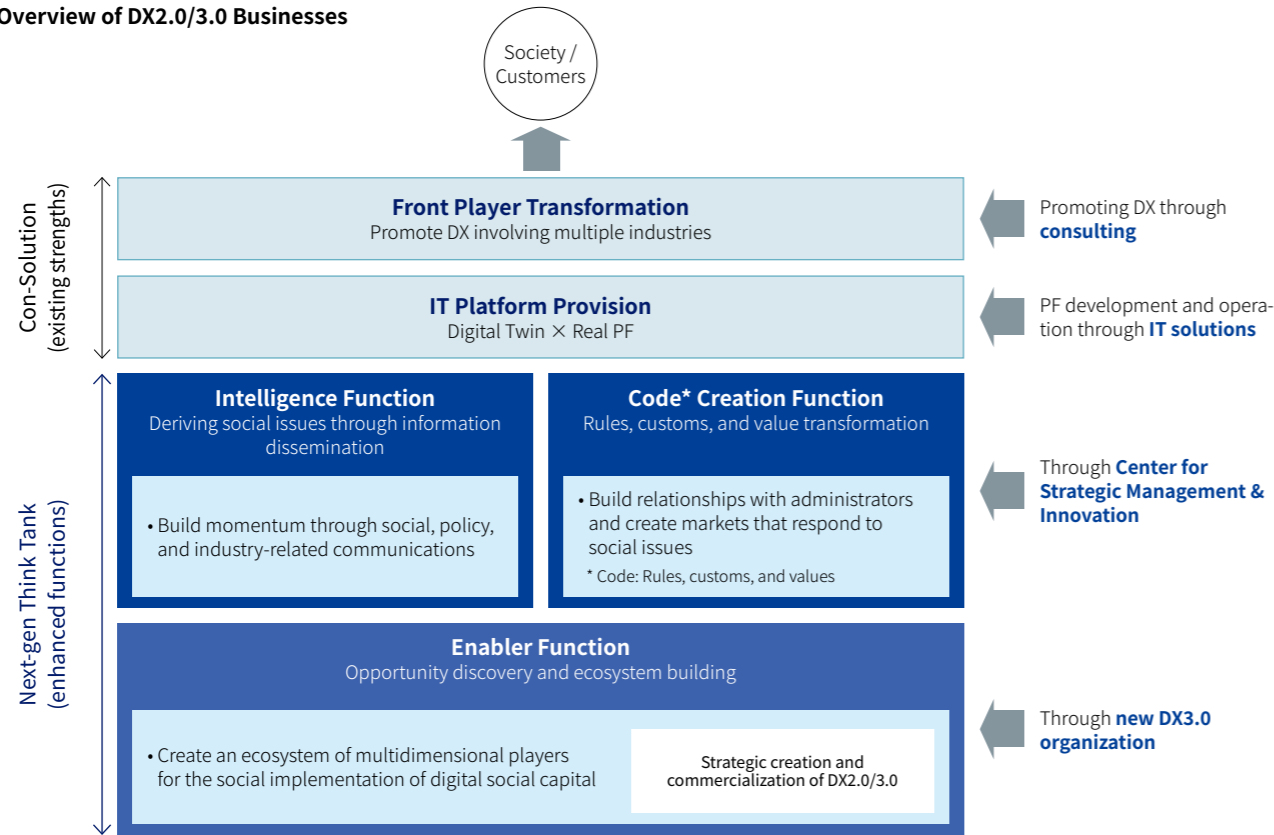 Overview of DX2.0/3.0 Businesses
Society /
Customers
Con-Solution
(existing strengths)
Front Player Transformation
Promote DX involving multiple industries
Promoting DX through
consulting
IT Platform Provision
Digital Twin × Real PF
PF development and opera-
tion through IT solutions
Next-gen Think Tank
(enhanced functions)
Intelligence Function
Deriving social issues through information
dissemination
• Build momentum through social, policy,
and industry-related communications
Code* Creation Function
Rules, customs, and value transformation
• Build relationships with administrators
and create markets that respond to
social issues
* Code: Rules, customs, and values
Through Center for
Strategic Management &
Innovation
Enabler Function
Opportunity discovery and ecosystem building
• Create an ecosystem of multidimensional players
for the social implementation of digital social capital
Strategic creation and
commercialization of DX2.0/3.0
Through new DX3.0
organization